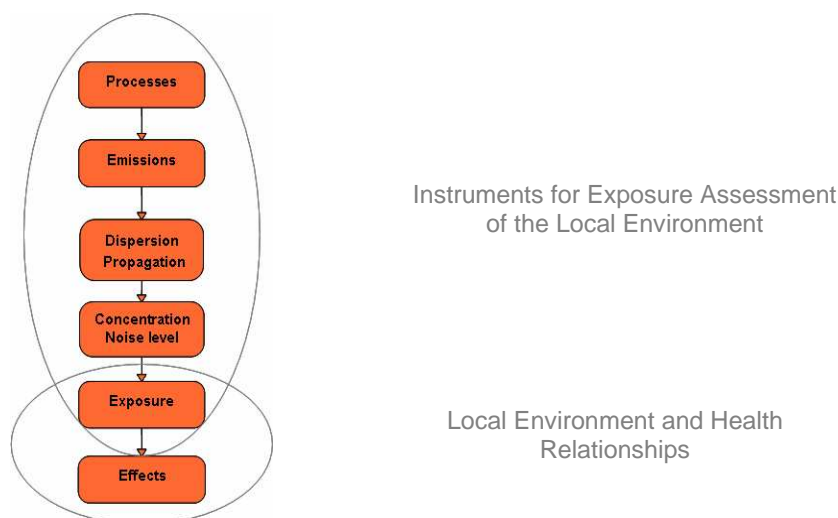 Processes
Emissions
Dispersion
Propagation
Concentration
Noise level
Exposure
Effects
Instruments for Exposure Assessment
of the Local Environment
Local Environment and Health
Relationships